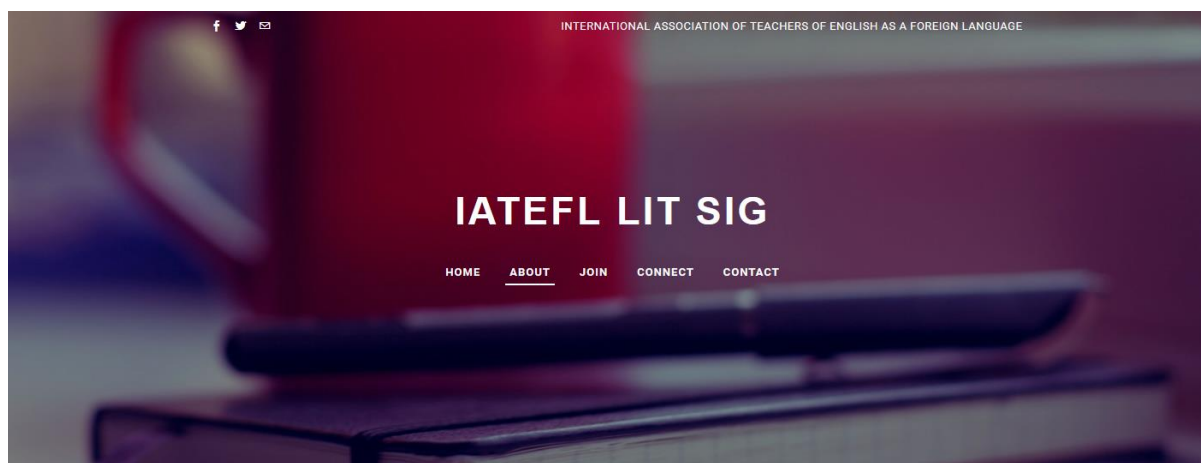 INTERNATIONAL ASSOCIATION OF TEACHERS OF ENGLISH AS A FOREIGN LANGUAGE
IATEFL LIT SIG
HOME ABOUT JOIN CONNECT CONTACT